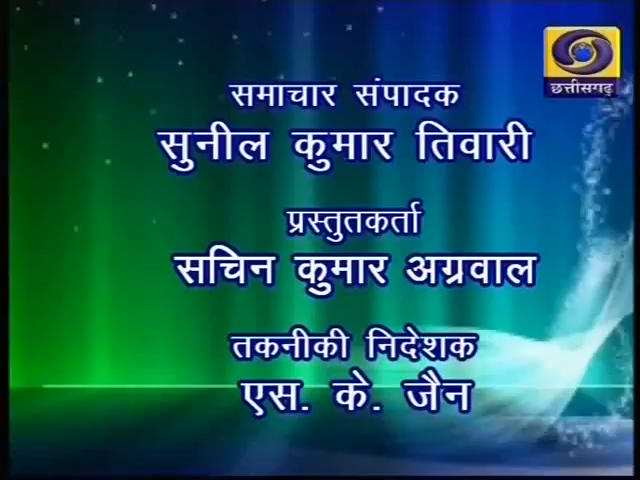 छत्तीसगढ़
समाचार संपादक
सुनील कुमार तिवारी
प्रस्तुतकर्ता
सचिन कुमार अग्रवाल
तकनीकी निदेशक
एस. के. जैन